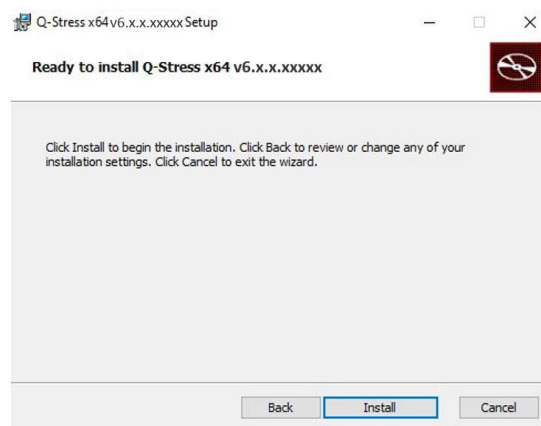 Q-Stress x64 v6.x.x.xxxxx Setup
Ready to install Q-Stress x64 v6.x.x.xxxxx
Click Install to begin the installation. Click Back to review or change any of your
installation settings. Click Cancel to exit the wizard.
Back Install Cancel